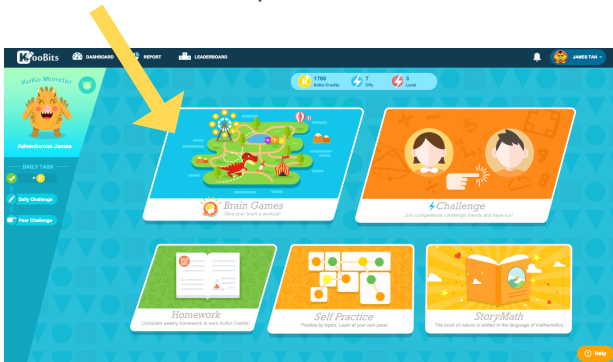 KooBits
DASHBOARD
REPORT
LEADERBOARD
JAMES TAN
KoKo Monster
Adventurous James
DAILY TASK
Daily Challenge
Peer Challenge
1766
KoKo Credits
7
CPs
3
Level
Brain Games
Give your brain a workout!
Challenge
Join competitions, challenge friends and have fun!
Homework
Complete weekly homework to earn KoKo Credits!
Self Practice
Practice by topics. Learn at your own pace!
StoryMath
The book of nature is written in the language of mathematics
Help